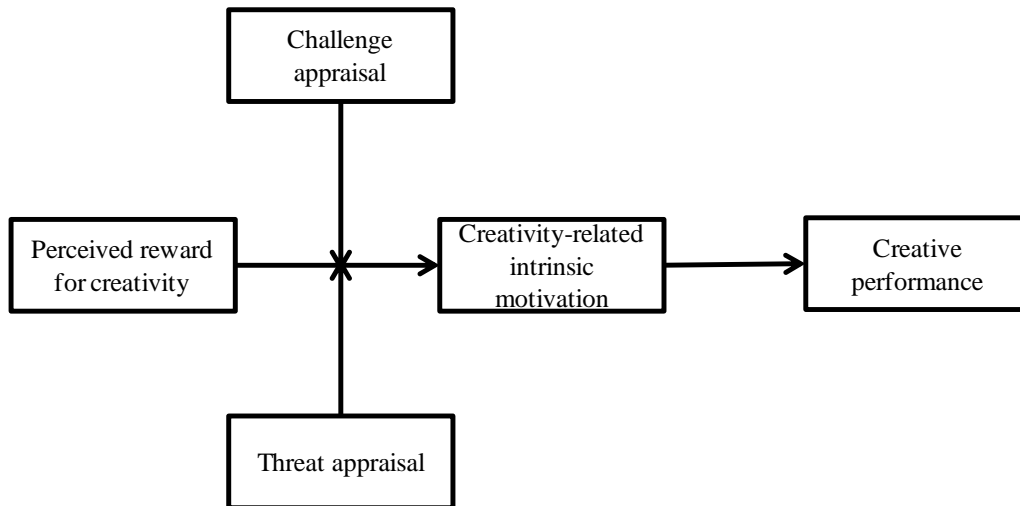 Challenge
appraisal
Perceived reward
for creativity
Creativity-related
intrinsic
motivation
Creative
performance
Threat appraisal